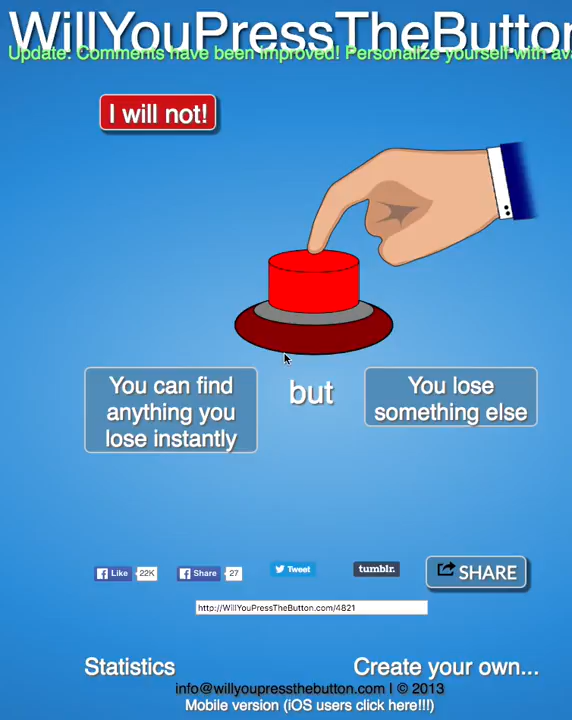 WillYouPressTheButton
Update: Comments have been improved! Personalize yourself with ava
I will not!
You can find
anything you
lose instantly
but
You lose
something else
Like 22K
Share 27
Tweet
tumblr.
SHARE
http://WillYouPressTheButton.com/4821
Statistics
Create your own...
info@willyoupressthebutton.com | © 2013
Mobile version (iOS users click here!!!)